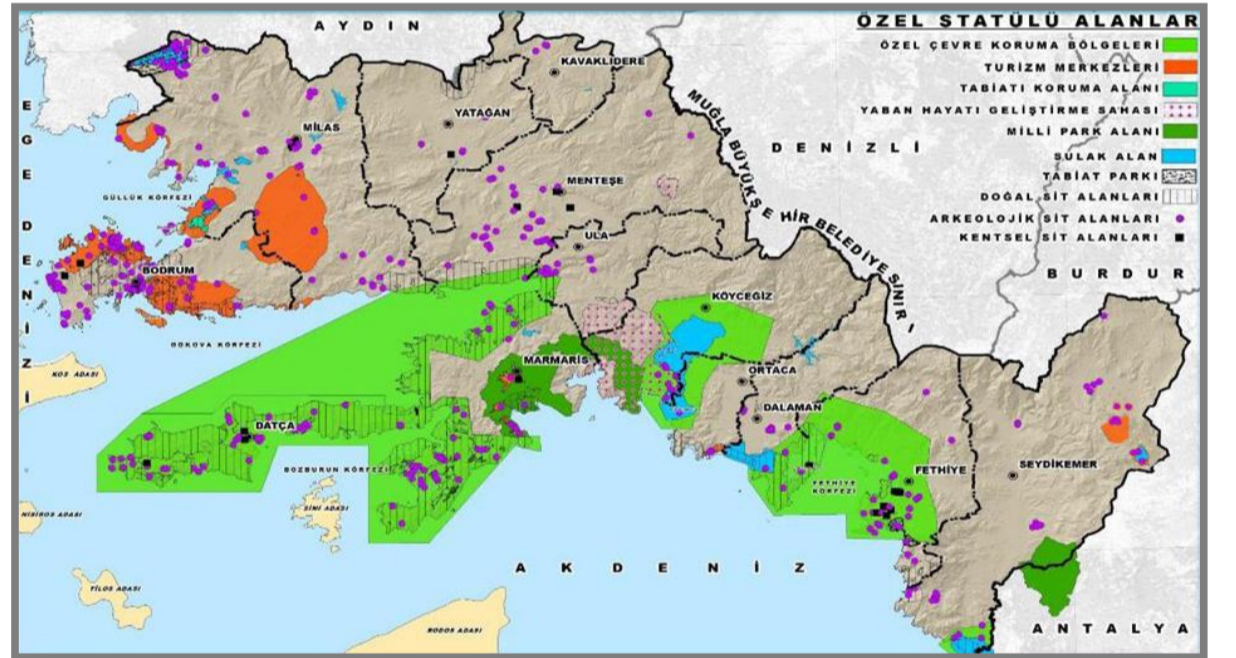 AYDIN
ÖZEL STATÜLÜ ALANLAR
ÖZEL ÇEVRE KORUMA BÖLGELERİ
TURİZM MERKEZLERİ
TABİATI KORUMA ALANI
YABAN HAYATI GELİŞTİRME SAHASI
MİLLİ PARK ALANI
SULAK ALAN
TABİAT PARKI
DOĞAL SİT ALANLARI
ARKEOLOJİK SİT ALANLARI
KENTSEL SİT ALANLARI
KAVAKLIDERE
YATAĞAN
MİLAS
MUĞLA BÜYÜKŞEHİR BELEDİYE SINIRI
DENİZLİ
EGE DENİZİ
MENTEŞE
GÜLLÜK KÖRFEZİ
ULA
BODRUM
BURDUR
KÖYCEĞİZ
GÖKOVA KÖRFEZİ
MARMARİS
KOS ADASI
ORTACA
DALAMAN
DATÇA
BOZBURUN KÖRFEZİ
FETHİYE
SEYDİKEMER
FETHİYE
KÖRFEZİ
SİMİ ADASI
NİSİROS ADASI
AKDENİZ
TİLOS ADASI
RODOS ADASI
ANTALYA